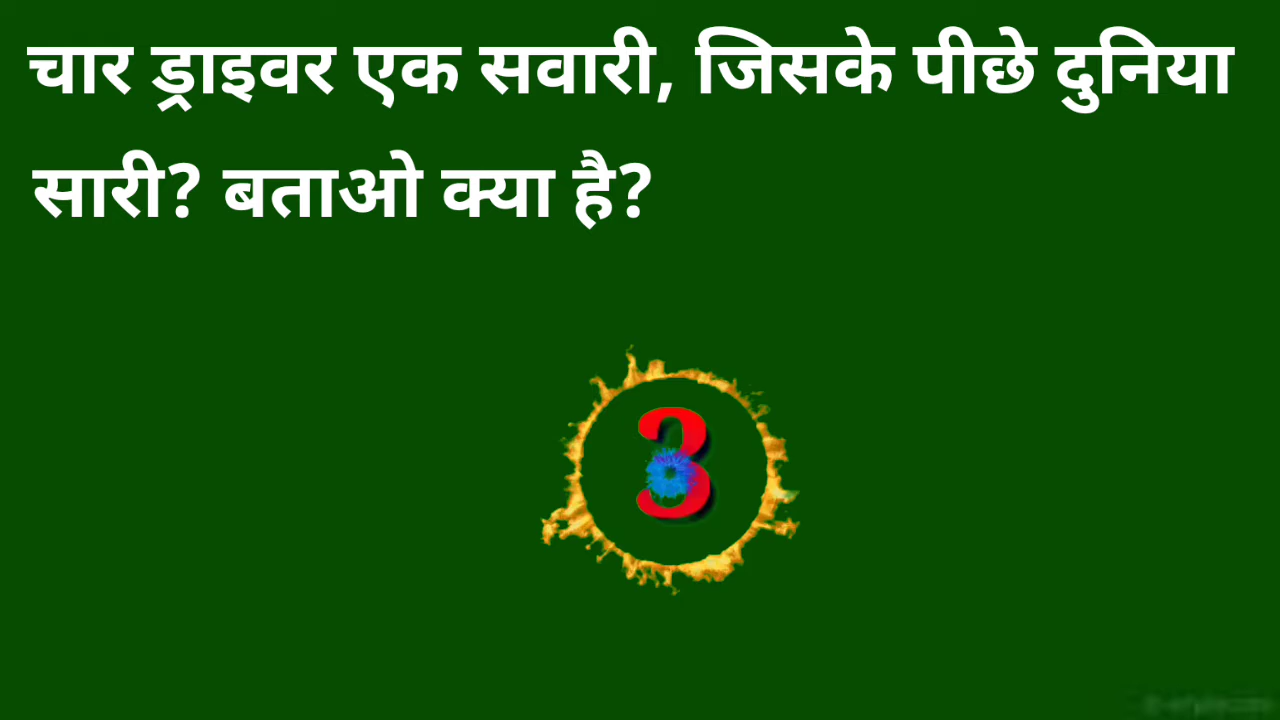 चार ड्राइवर एक सवारी, जिसके पीछे दुनिया
सारी? बताओ क्या है?
3